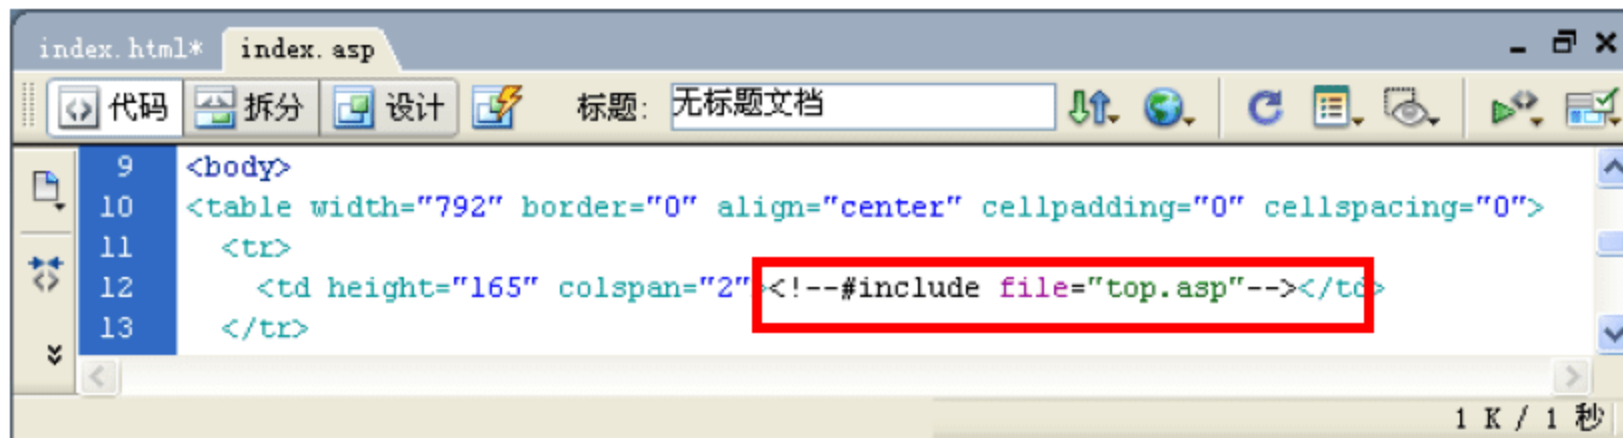 index.html* index.asp
代码 拆分 设计 标题: 无标题文档
9 <body>
10 <table width="792" border="0" align="center" cellpadding="0" cellspacing="0">
11 <tr>
12 <td height="165" colspan="2"><!--#include file="top.asp"--></td>
13 </tr>
1 K / 1 秒